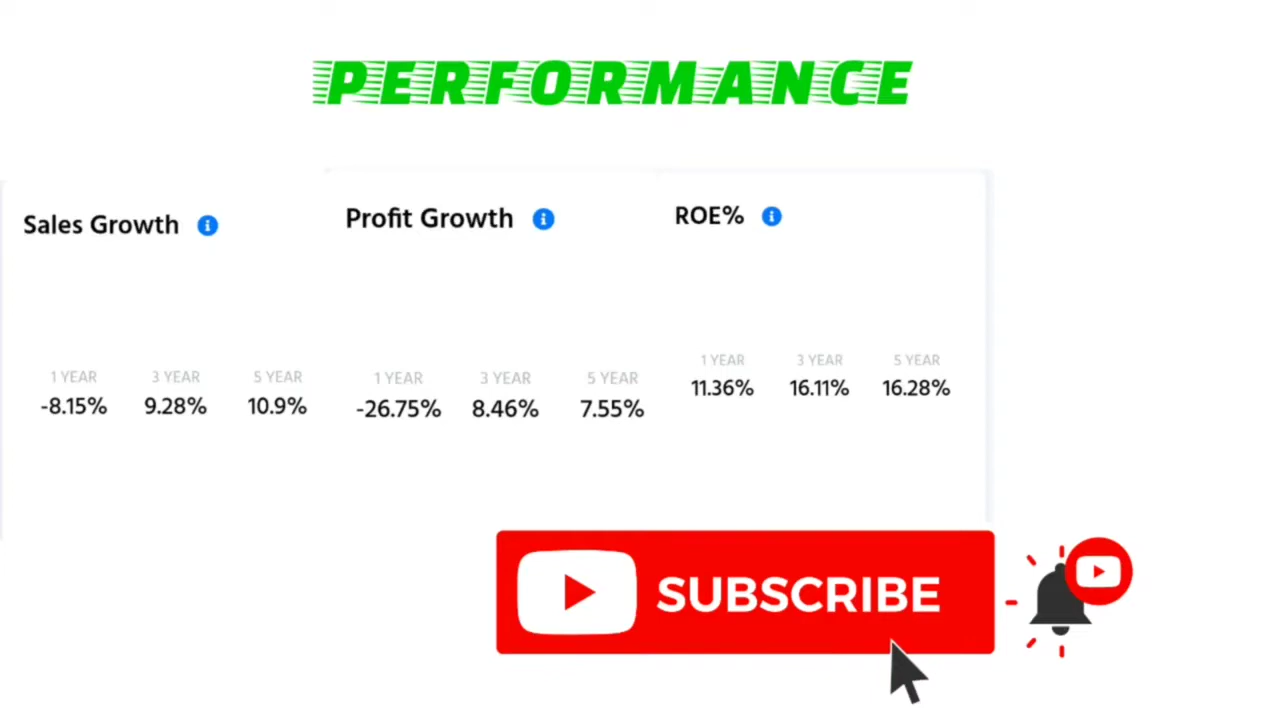 PERFORMANCE
Sales Growth
1 YEAR 3 YEAR 5 YEAR
-8.15% 9.28% 10.9%
Profit Growth
1 YEAR 3 YEAR 5 YEAR
-26.75% 8.46% 7.55%
ROE%
1 YEAR 3 YEAR 5 YEAR
11.36% 16.11% 16.28%
SUBSCRIBE